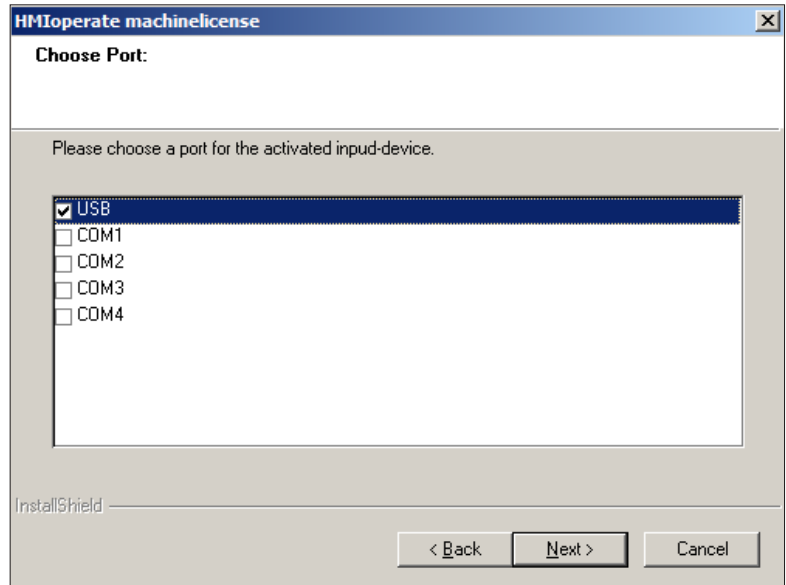 HMIoperate machinelicense
Choose Port:
Please choose a port for the activated inpud-device.
USB
COM1
COM2
COM3
COM4
InstallShield
< Back
Next >
Cancel